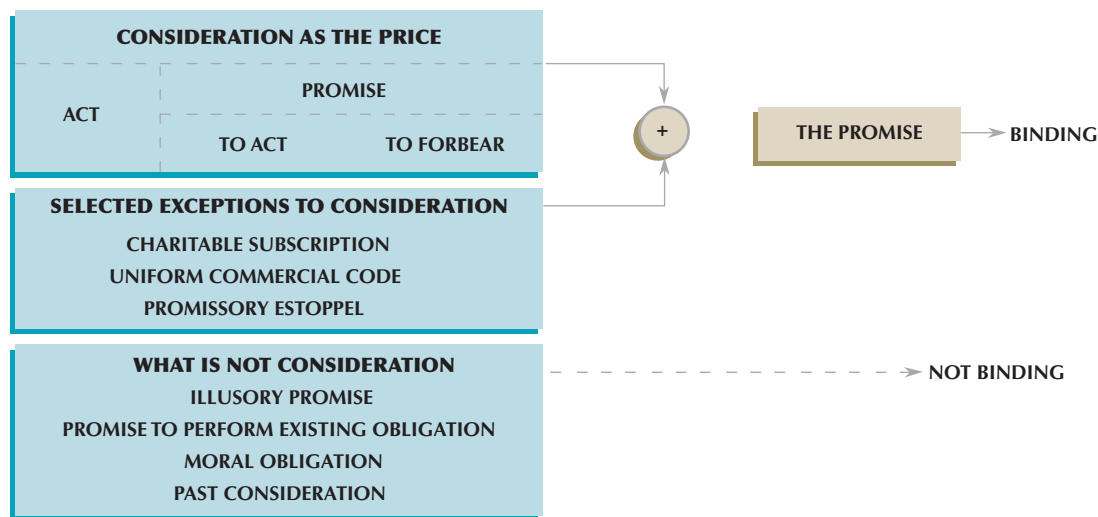 CONSIDERATION AS THE PRICE
ACT
PROMISE
TO ACT TO FORBEAR
+
THE PROMISE
BINDING
SELECTED EXCEPTIONS TO CONSIDERATION
CHARITABLE SUBSCRIPTION
UNIFORM COMMERCIAL CODE
PROMISSORY ESTOPPEL
WHAT IS NOT CONSIDERATION
ILLUSORY PROMISE
PROMISE TO PERFORM EXISTING OBLIGATION
MORAL OBLIGATION
PAST CONSIDERATION
NOT BINDING